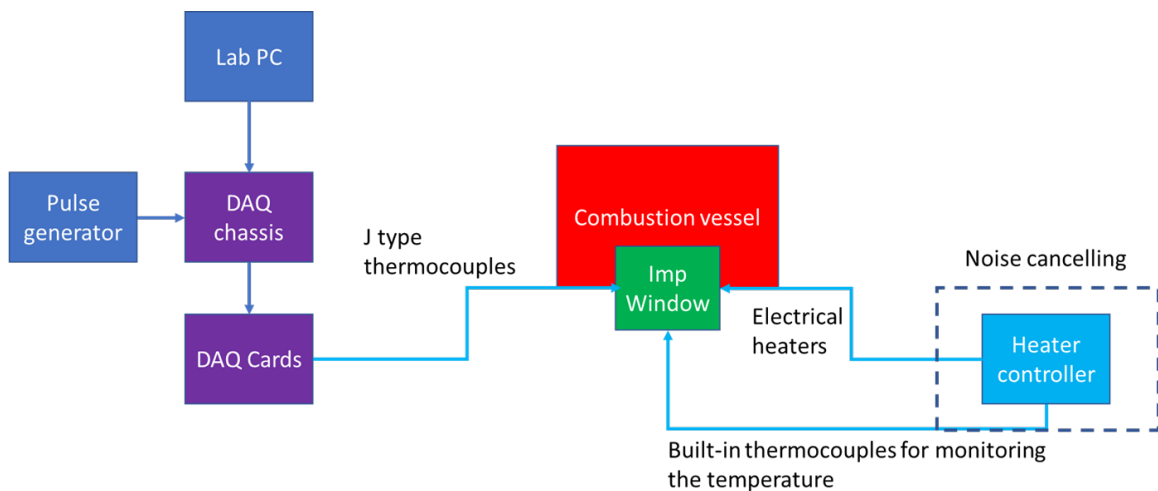 Lab PC
Pulse
generator
DAQ
chassis
DAQ Cards
J type
thermocouples
Combustion vessel
Imp
Window
Electrical
heaters
Noise cancelling
Heater
controller
Built-in thermocouples for monitoring
the temperature